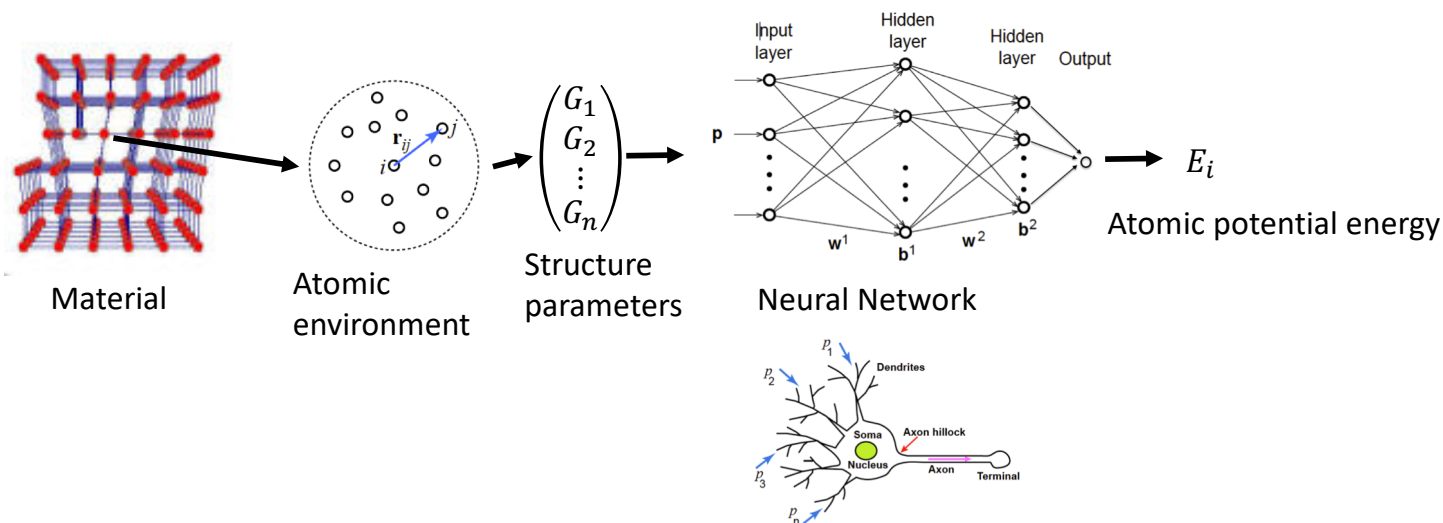 Material
i
r_ij
j
Atomic
environment
G_1
G_2
⋮
G_n
Structure
parameters
Input
layer
Hidden
layer
Hidden
layer
Output
p
w^1
b^1
w^2
b^2
Neural Network
E_i
Atomic potential energy
p_1
p_2
p_3
p_n
Dendrites
Soma
Nucleus
Axon hillock
Axon
Terminal